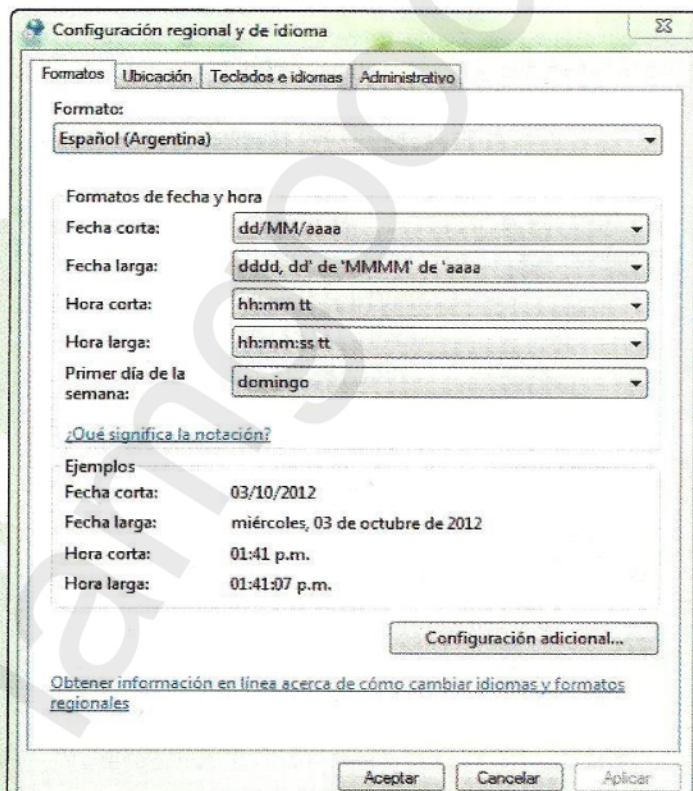 Configuración regional y de idioma
Formatos Ubicación Teclados e idiomas Administrativo
Formato:
Español (Argentina)
Formatos de fecha y hora
Fecha corta: dd/MM/aaaa
Fecha larga: dddd, dd' de 'MMMM' de 'aaaa
Hora corta: hh:mm tt
Hora larga: hh:mm:ss tt
Primer día de la
semana: domingo
¿Qué significa la notación?
Ejemplos
Fecha corta: 03/10/2012
Fecha larga: miércoles, 03 de octubre de 2012
Hora corta: 01:41 p.m.
Hora larga: 01:41:07 p.m.
Configuración adicional...
Obtener información en línea acerca de cómo cambiar idiomas y formatos
regionales
Aceptar Cancelar Aplicar